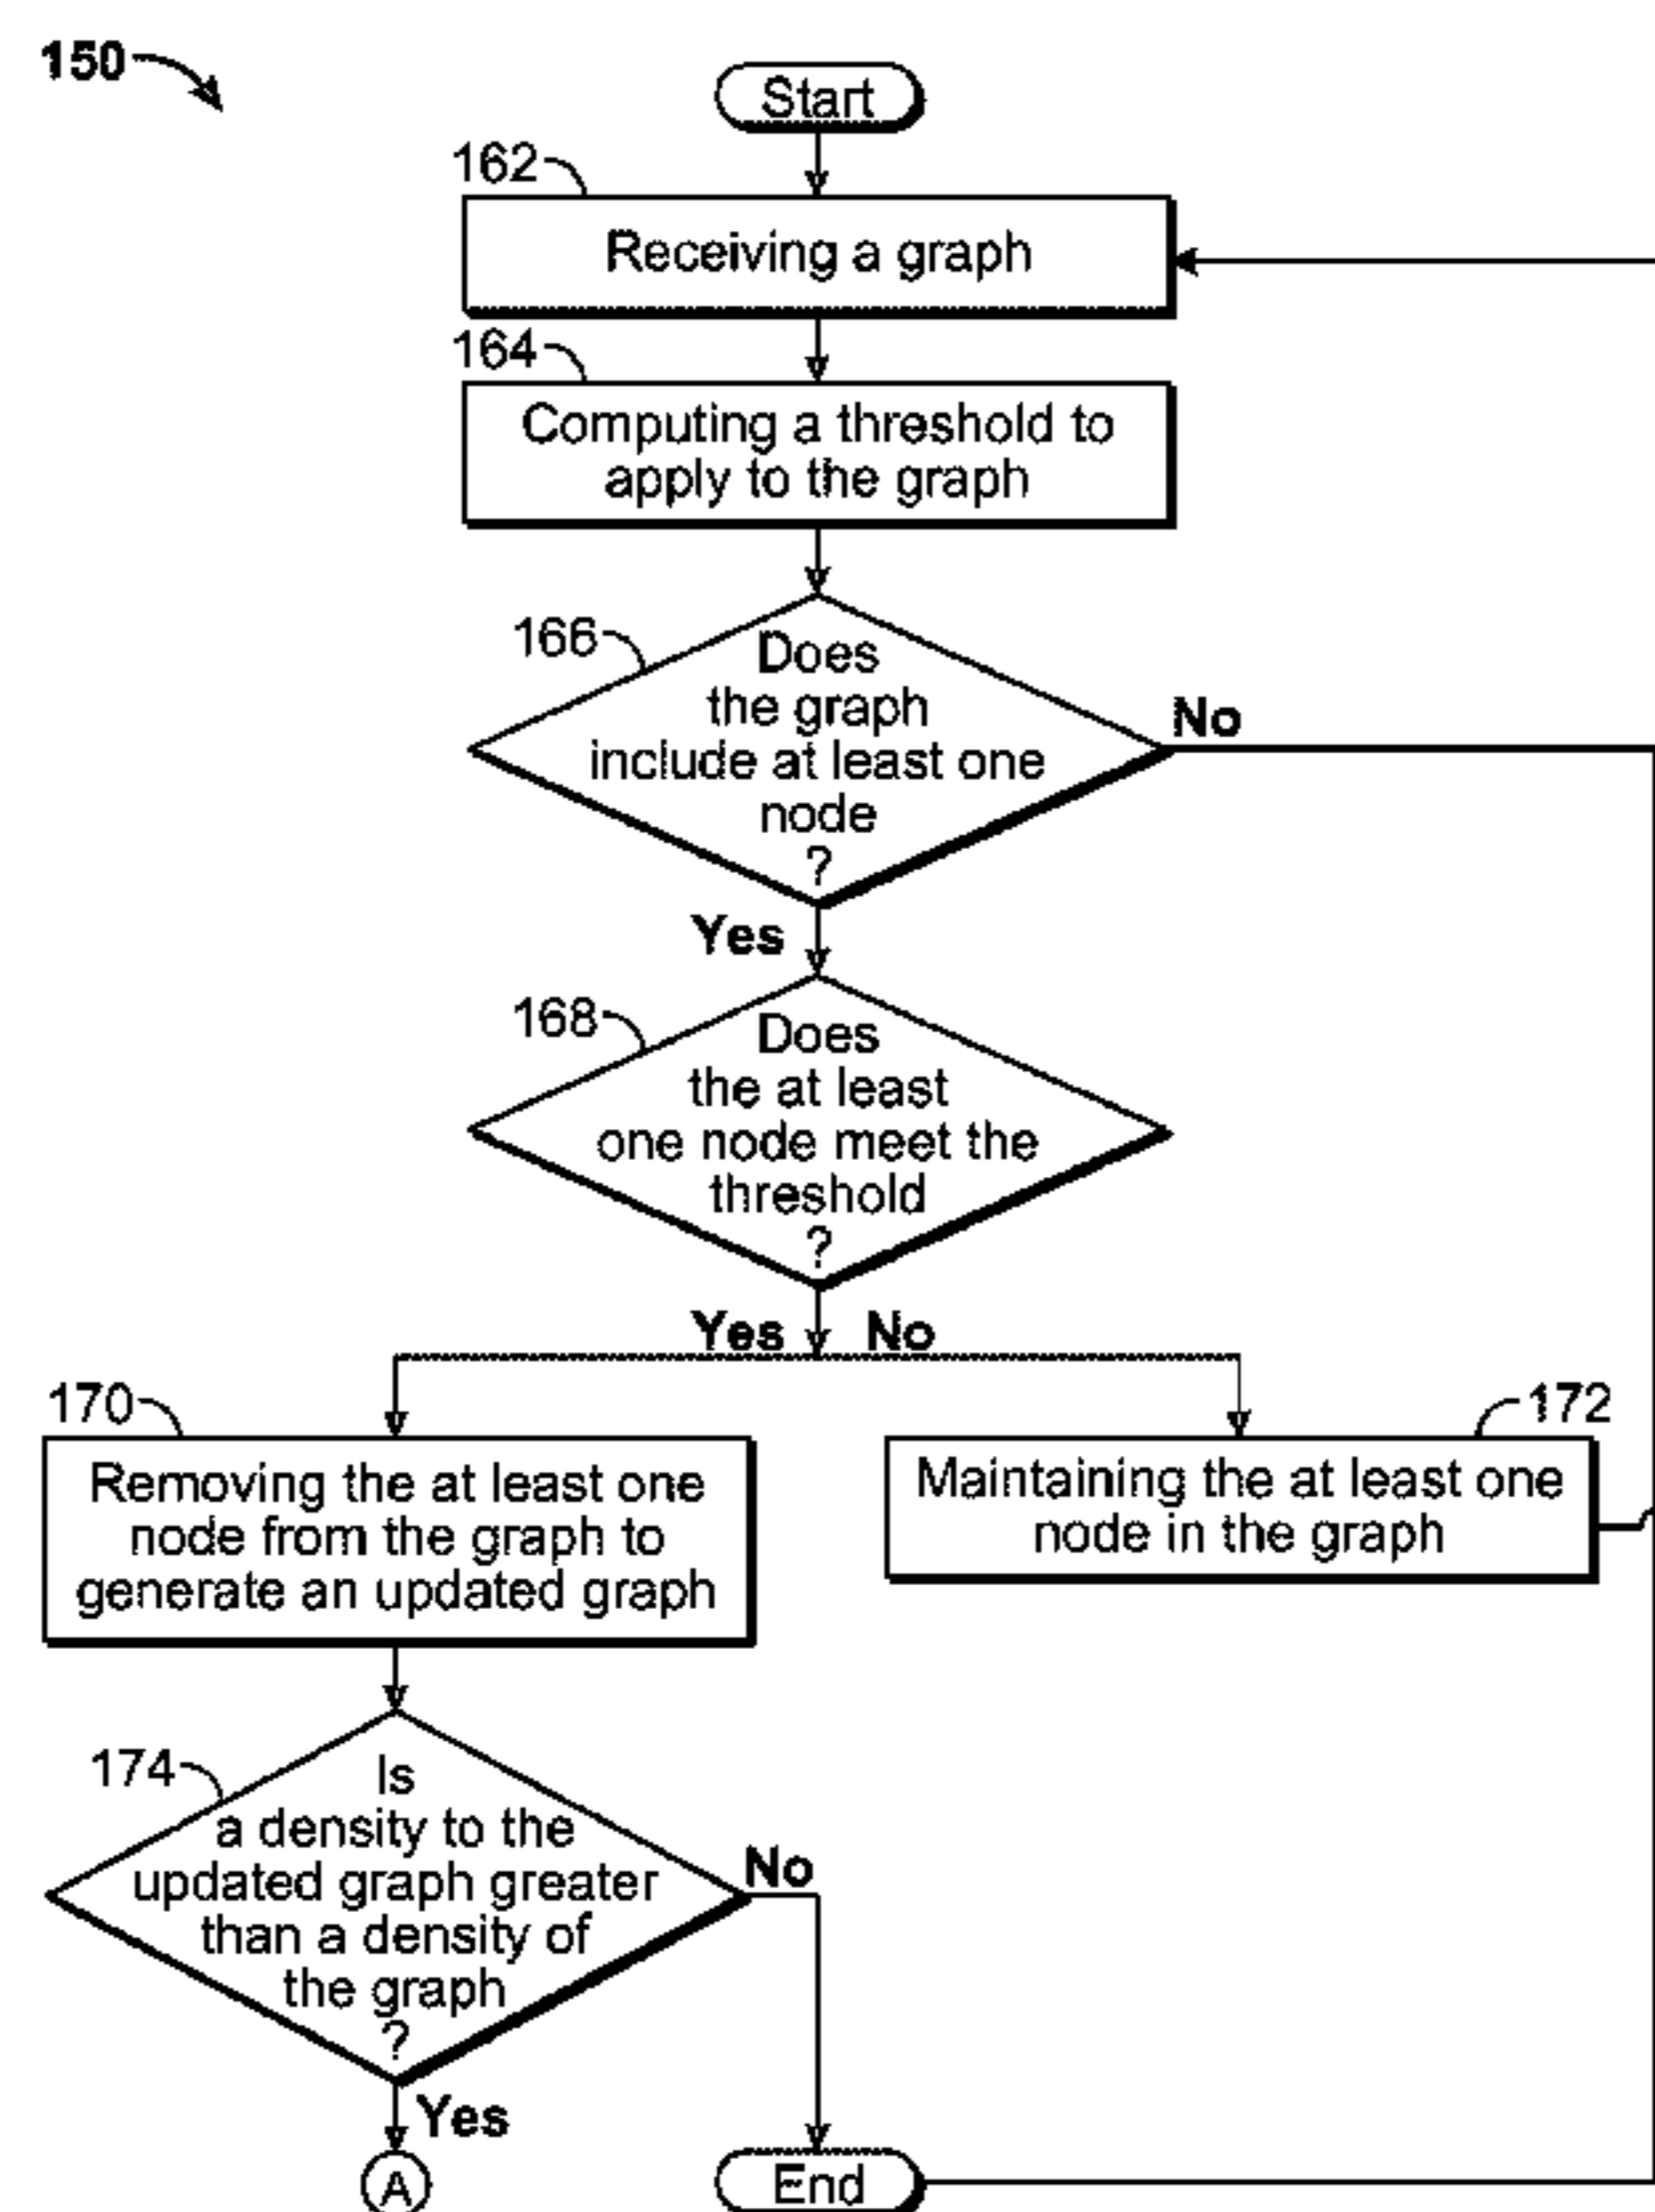 150
Start
162
Receiving a graph
164
Computing a threshold to
apply to the graph
166
Does
the graph
include at least one
node
?
No
Yes
168
Does
the at least
one node meet the
threshold
?
Yes No
170
Removing the at least one
node from the graph to
generate an updated graph
172
Maintaining the at least one
node in the graph
174
Is
a density to the
updated graph greater
than a density of
the graph
?
No
Yes
A
End